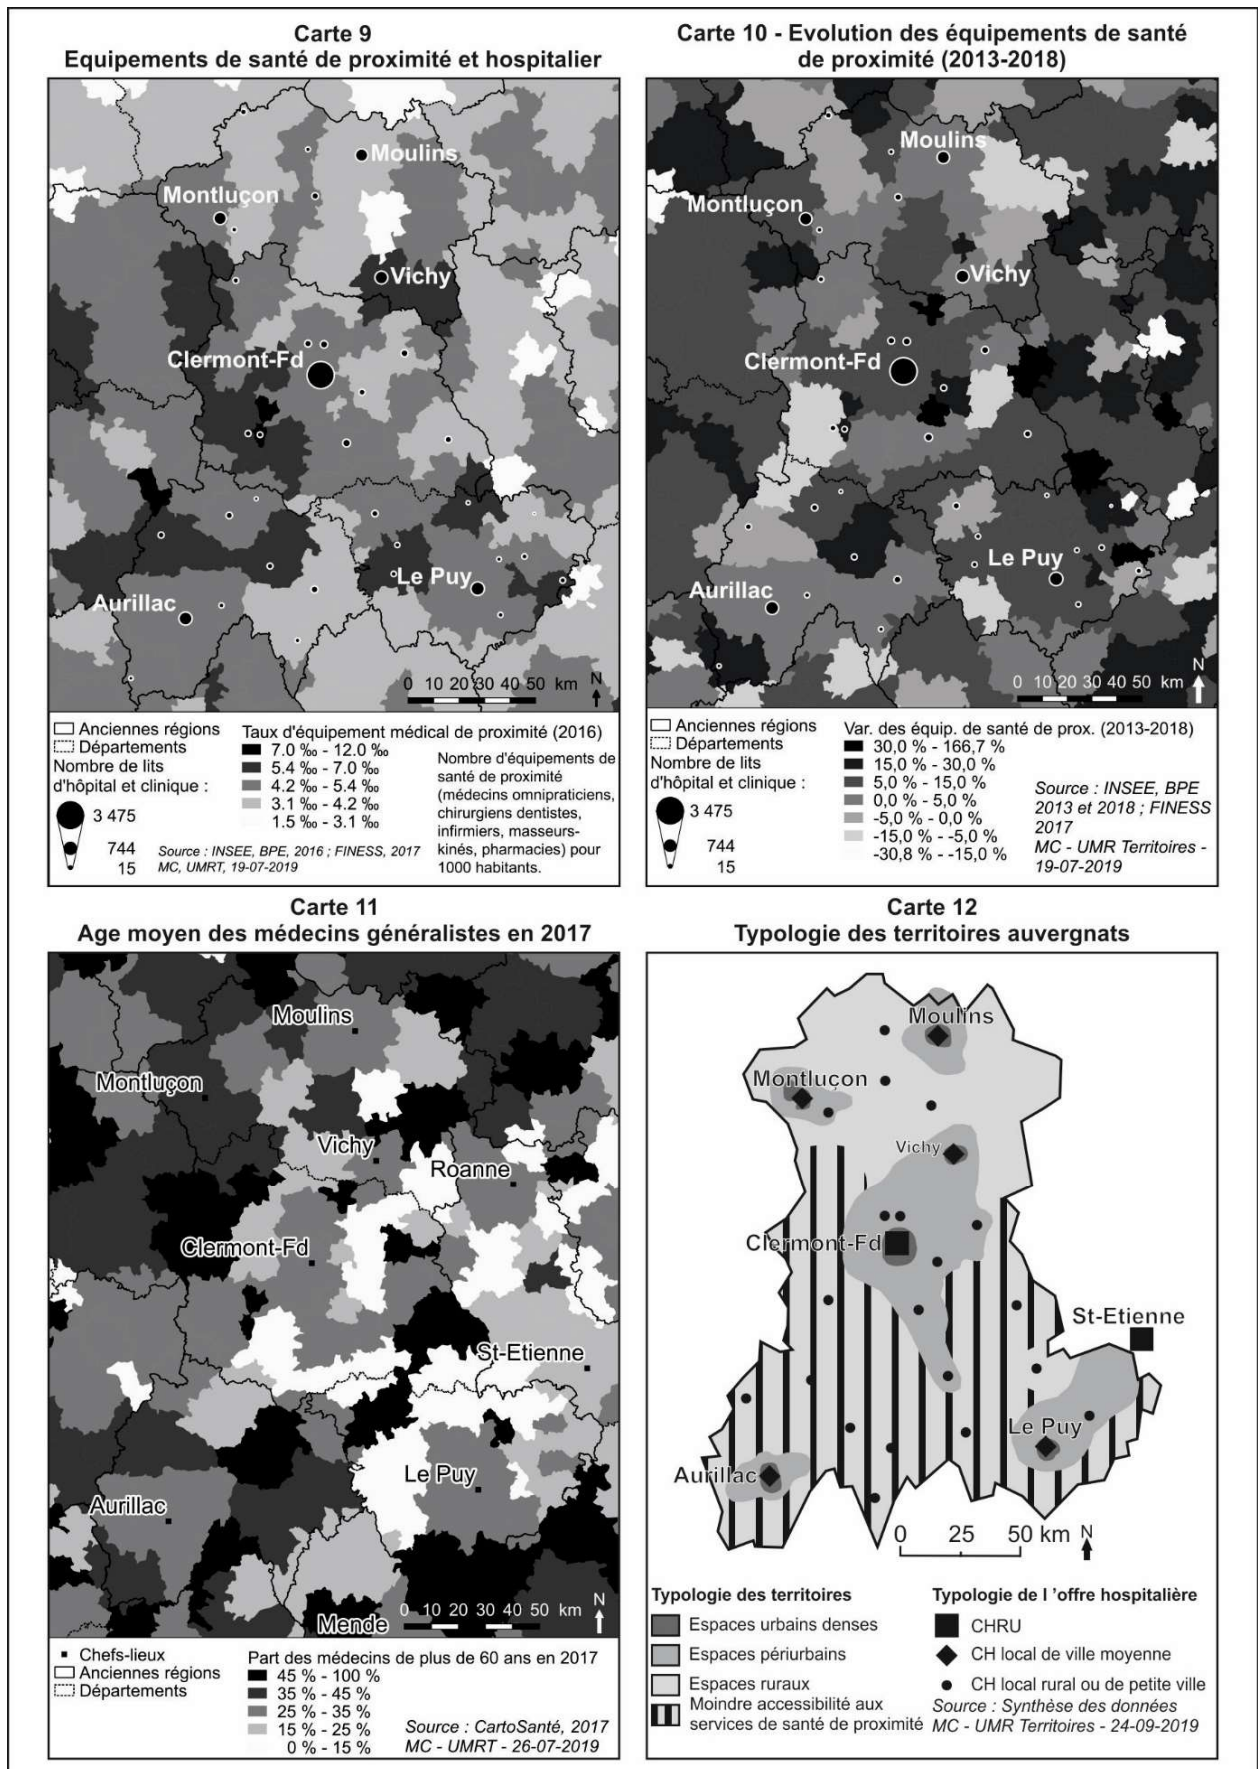 Carte 9
Equipements de santé de proximité et hospitalier
Moulins
Montluçon
Vichy
Clermont-Fd
Le Puy
Aurillac
0 10 20 30 40 50 km
N
Anciennes régions
Départements
Nombre de lits
d'hôpital et clinique :
3 475
744
15
Taux d'équipement médical de proximité (2016)
7.0 ‰ - 12.0 ‰
5.4 ‰ - 7.0 ‰
4.2 ‰ - 5.4 ‰
3.1 ‰ - 4.2 ‰
1.5 ‰ - 3.1 ‰
Nombre d'équipements de
santé de proximité
(médecins omnipraticiens,
chirurgiens dentistes,
infirmiers, masseurs-
kinés, pharmacies) pour
1000 habitants.
Source : INSEE, BPE, 2016 ; FINESS, 2017
MC, UMRT, 19-07-2019
Carte 10 - Evolution des équipements de santé
de proximité (2013-2018)
Moulins
Montluçon
Vichy
Clermont-Fd
Le Puy
Aurillac
N
0 10 20 30 40 50 km
Anciennes régions
Départements
Nombre de lits
d'hôpital et clinique :
3 475
744
15
Var. des équip. de santé de prox. (2013-2018)
30,0 % - 166,7 %
15,0 % - 30,0 %
5,0 % - 15,0 %
0,0 % - 5,0 %
-5,0 % - 0,0 %
-15,0 % - -5,0 %
-30,8 % - -15,0 %
Source : INSEE, BPE
2013 et 2018 ; FINESS
2017
MC - UMR Territoires -
19-07-2019
Carte 11
Age moyen des médecins généralistes en 2017
Moulins
Montluçon
Vichy
Roanne
Clermont-Fd
St-Etienne
Le Puy
Aurillac
Mende
0 10 20 30 40 50 km
N
Chefs-lieux
Anciennes régions
Départements
Part des médecins de plus de 60 ans en 2017
45 % - 100 %
35 % - 45 %
25 % - 35 %
15 % - 25 %
0 % - 15 %
Source : CartoSanté, 2017
MC - UMRT - 26-07-2019
Carte 12
Typologie des territoires auvergnats
Moulins
Montluçon
Vichy
Clermont-Fd
St-Etienne
Le Puy
Aurillac
0 25 50 km
N
Typologie des territoires
Espaces urbains denses
Espaces périurbains
Espaces ruraux
Moindre accessibilité aux
services de santé de proximité
Typologie de l 'offre hospitalière
CHRU
CH local de ville moyenne
CH local rural ou de petite ville
Source : Synthèse des données
MC - UMR Territoires - 24-09-2019